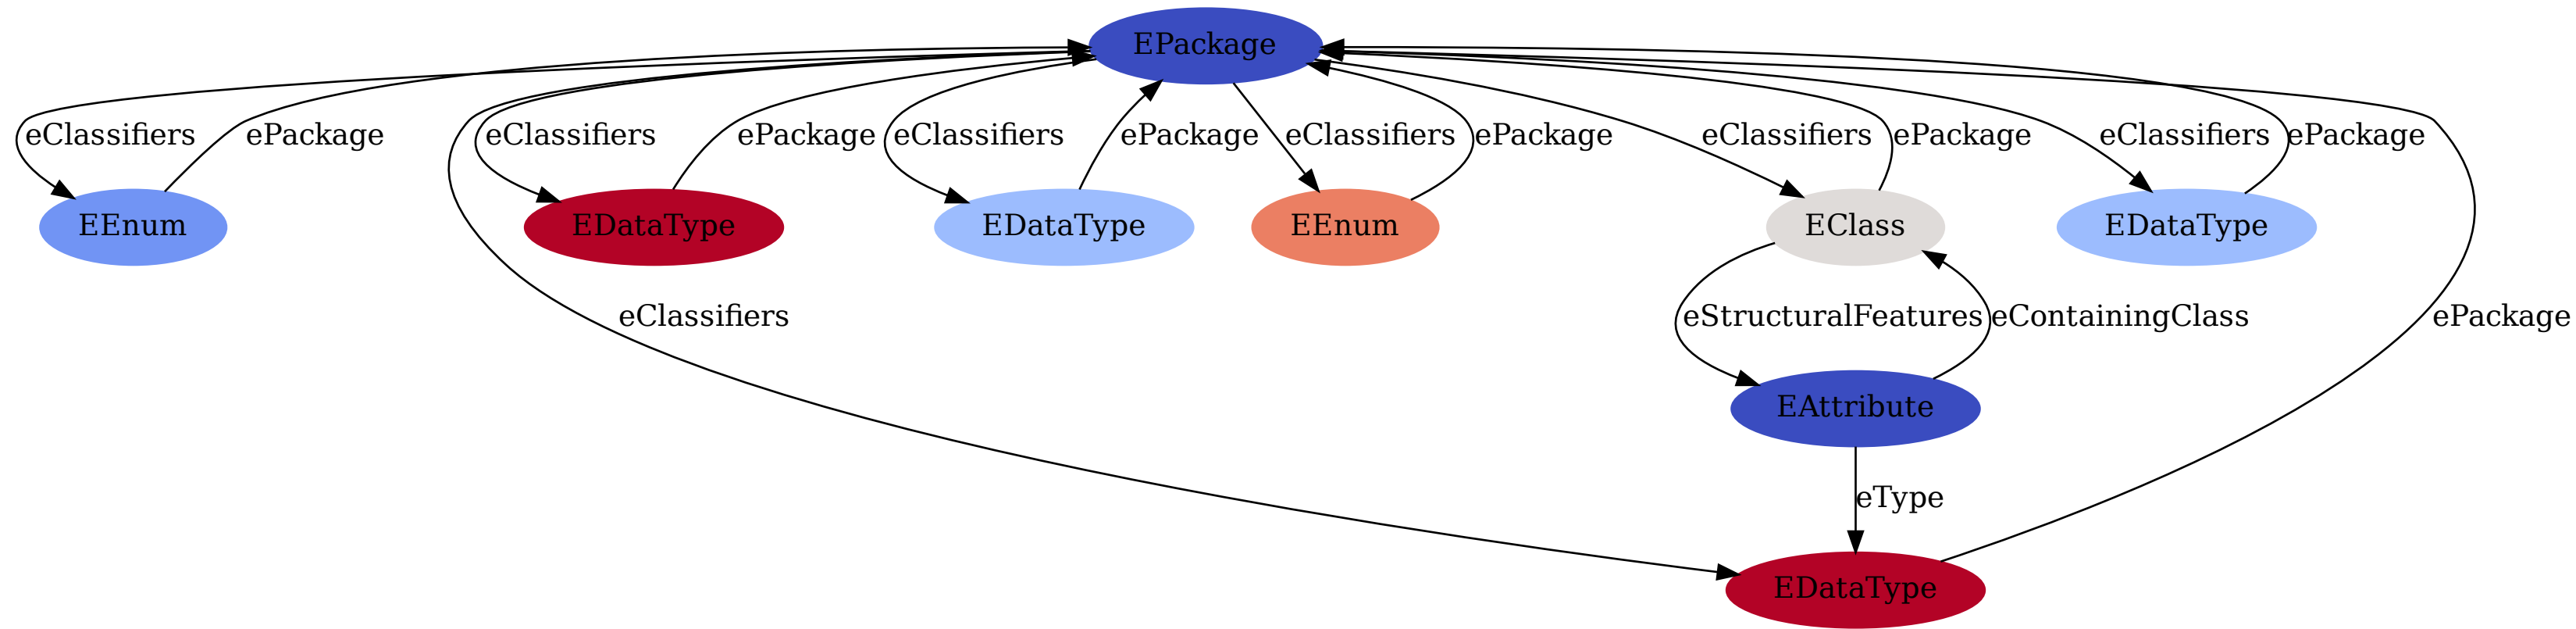 EPackage
eClassifiers
ePackage
eClassifiers
ePackage
eClassifiers
ePackage
eClassifiers
ePackage
eClassifiers
ePackage
eClassifiers
ePackage
EEnum
EDataType
EDataType
EEnum
EClass
EDataType
eClassifiers
eStructuralFeatures
eContainingClass
ePackage
EAttribute
eType
EDataType